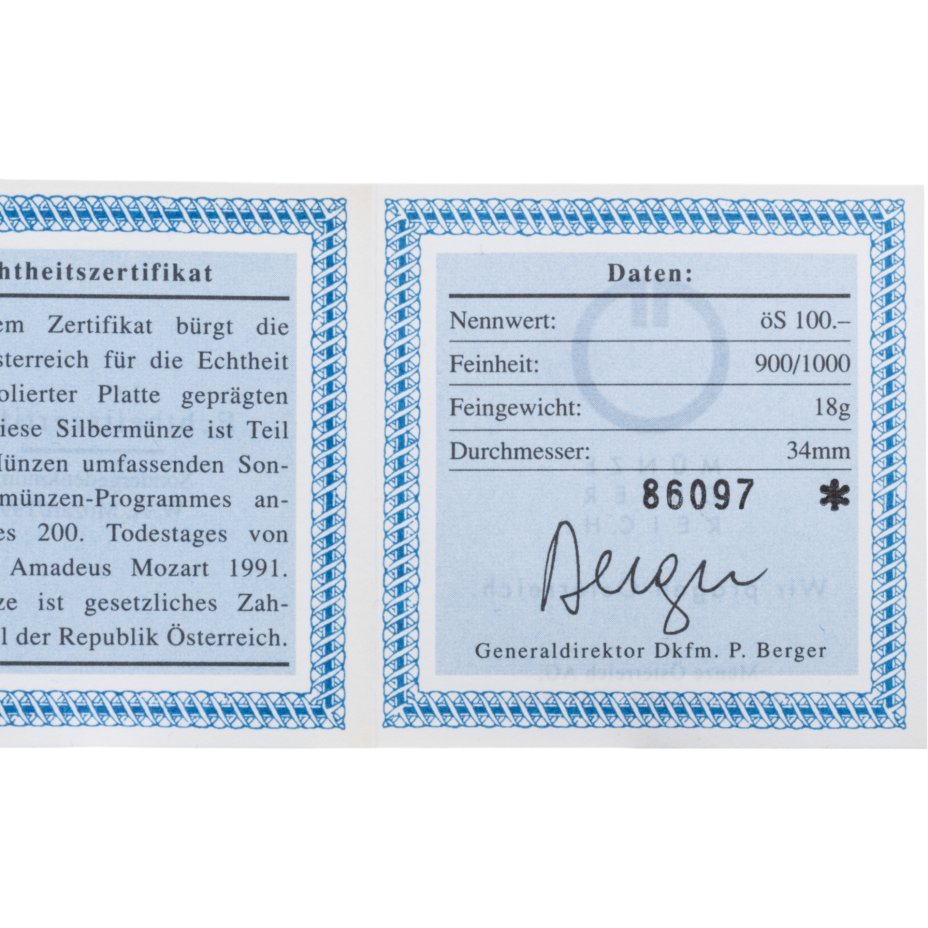 htheitszertifikat
em Zertifikat bürgt die
sterreich für die Echtheit
olierter Platte geprägten
iese Silbermünze ist Teil
Münzen umfassenden Son-
emünzen-Programmes an-
es 200. Todestages von
Amadeus Mozart 1991.
ze ist gesetzliches Zah-
l der Republik Österreich.
Daten:
Nennwert: öS 100.–
Feinheit: 900/1000
Feingewicht: 18g
Durchmesser: 34mm
86097 *
Berger
Generaldirektor Dkfm. P. Berger